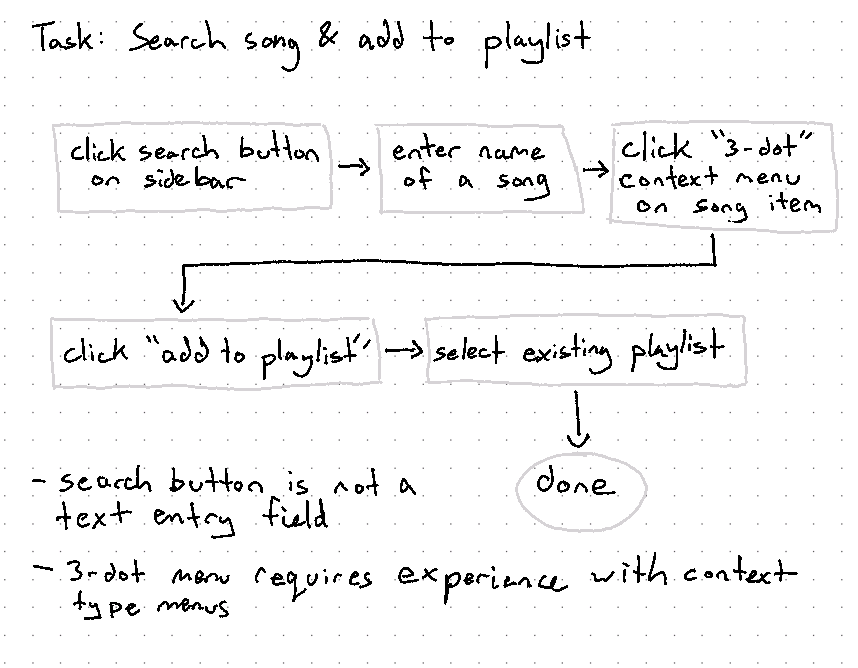 Task: Search song & add to playlist
click search button
on sidebar
enter name
of a song
click "3-dot"
context menu
on song item
click "add to playlist"
select existing playlist
done
- search button is not a
text entry field
- 3-dot menu requires experiance with context
type menus